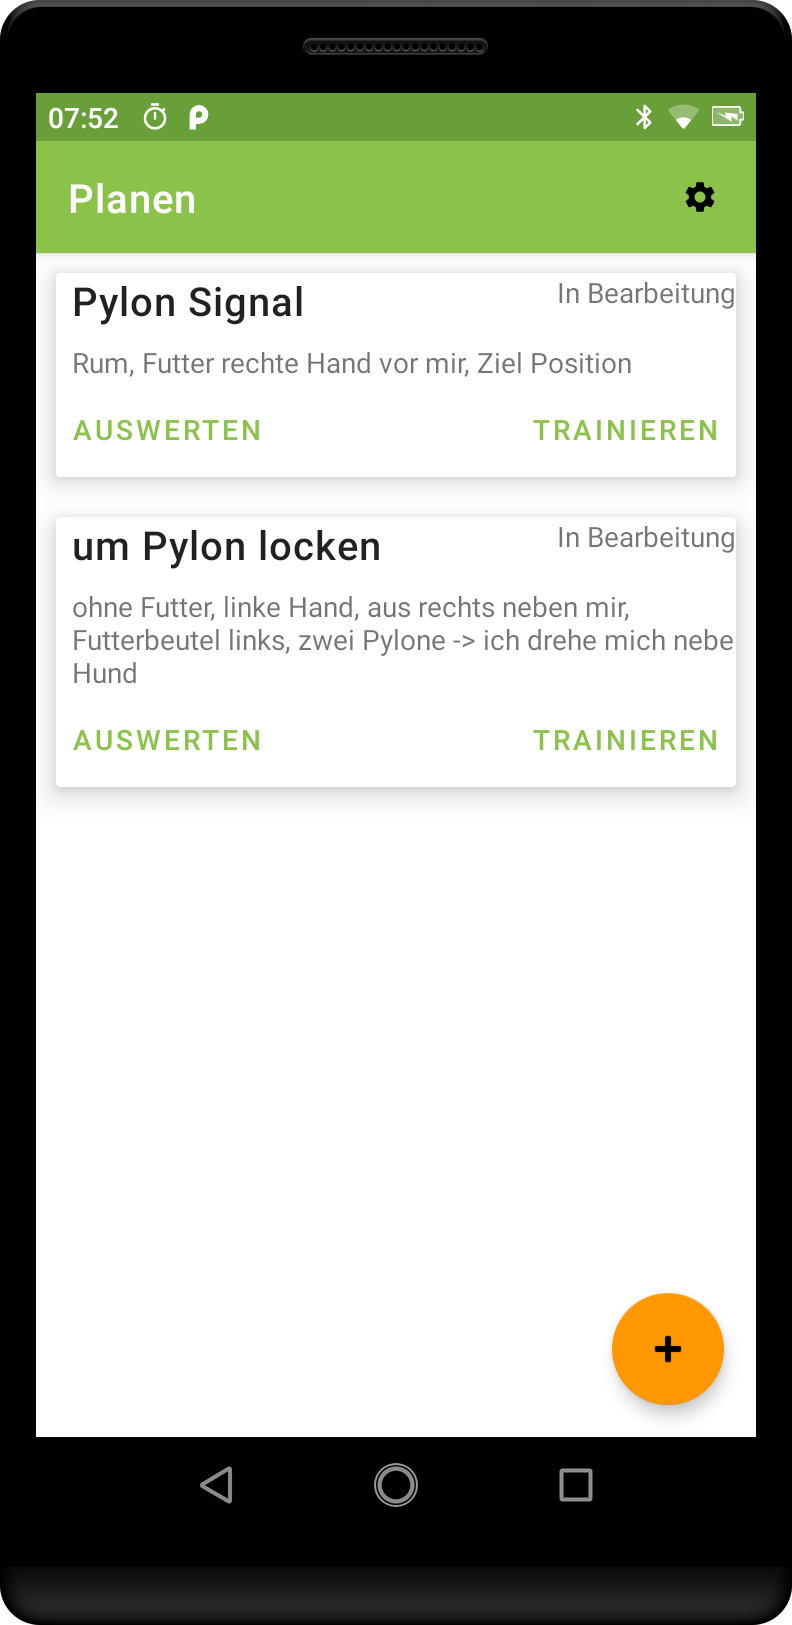 07:52
Planen
Pylon Signal
In Bearbeitung
Rum, Futter rechte Hand vor mir, Ziel Position
AUSWERTEN
TRAINIEREN
um Pylon locken
In Bearbeitung
ohne Futter, linke Hand, aus rechts neben mir,
Futterbeutel links, zwei Pylone -> ich drehe mich nebe
Hund
AUSWERTEN
TRAINIEREN